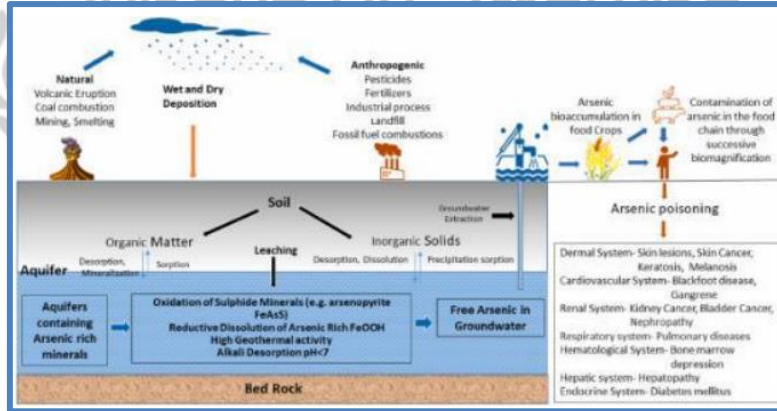 Natural
Volcanic Eruption
Coal combustion
Mining, Smelting
Wet and Dry
Deposition
Anthropogenic
Pesticides
Fertilizers
Industrial process
Landfill
Fossil fuel combustions
Arsenic
bioaccumulation in
food Crops
Contamination of
arsenic in the food
chain through
successive
biomagnification
Soil
Groundwater
Extraction
Organic Matter
Inorganic Solids
Leaching
Desorption,
Mineralization
Sorption
Desorption, Dissolution
Precipitation sorption
Aquifer
Aquifers
containing
Arsenic rich
minerals
Oxidation of Sulphide Minerals (e.g. arsenopyrite
FeAsS)
Reductive Dissolution of Arsenic Rich FeOOH
High Geothermal activity
Alkali Desorption pH<7
Free Arsenic in
Groundwater
Bed Rock
Arsenic poisoning
Dermal System- Skin lesions, Skin Cancer,
Keratosis, Melanosis
Cardiovascular System- Blackfoot disease,
Gangrene
Renal System- Kidney Cancer, Bladder Cancer,
Nephropathy
Respiratory system- Pulmonary diseases
Hematological System- Bone marrow
depression
Hepatic system- Hepatopathy
Endocrine System- Diabetes mellitus